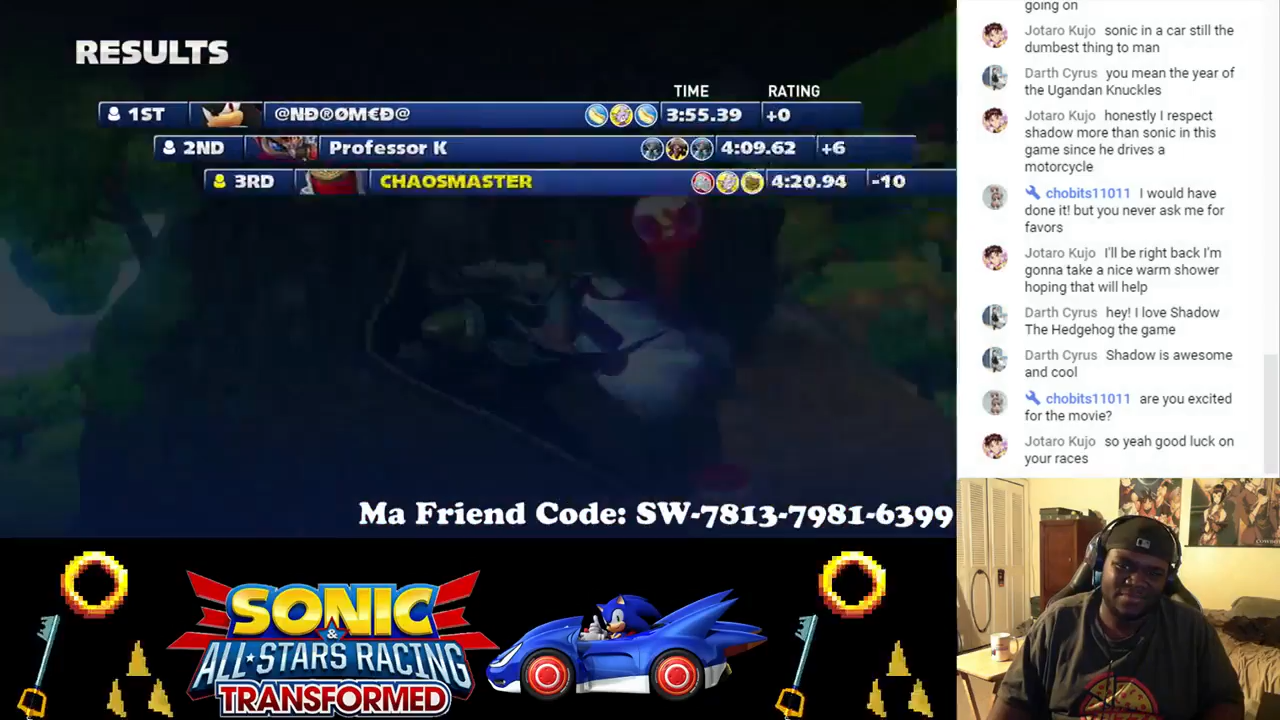 RESULTS
TIME RATING
1ST @NÐ®ØM€Ð@ 3:55.39 +0
2ND Professor K 4:09.62 +6
3RD CHAOSMASTER 4:20.94 -10
Ma Friend Code: SW-7813-7981-6399
SONIC
&
ALL★STARS RACING
TRANSFORMED
going on
Jotaro Kujo sonic in a car still the
dumbest thing to man
Darth Cyrus you mean the year of
the Ugandan Knuckles
Jotaro Kujo honestly I respect
shadow more than sonic in this
game since he drives a
motorcycle
chobits11011 I would have
done it! but you never ask me for
favors
Jotaro Kujo I'll be right back I'm
gonna take a nice warm shower
hoping that will help
Darth Cyrus hey! I love Shadow
The Hedgehog the game
Darth Cyrus Shadow is awesome
and cool
chobits11011 are you excited
for the movie?
Jotaro Kujo so yeah good luck on
your races